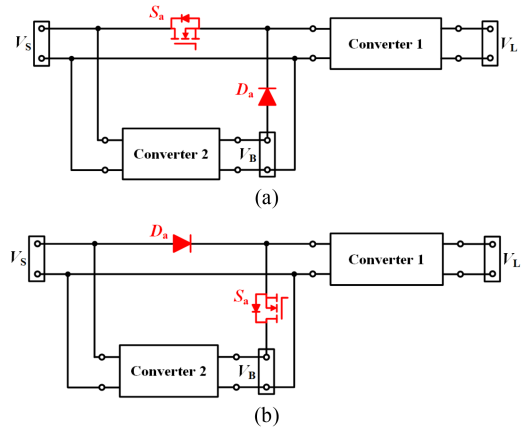 Sa
VS
Converter 1
VL
Da
Converter 2
VB
(a)
Da
VS
Converter 1
VL
Sa
Converter 2
VB
(b)